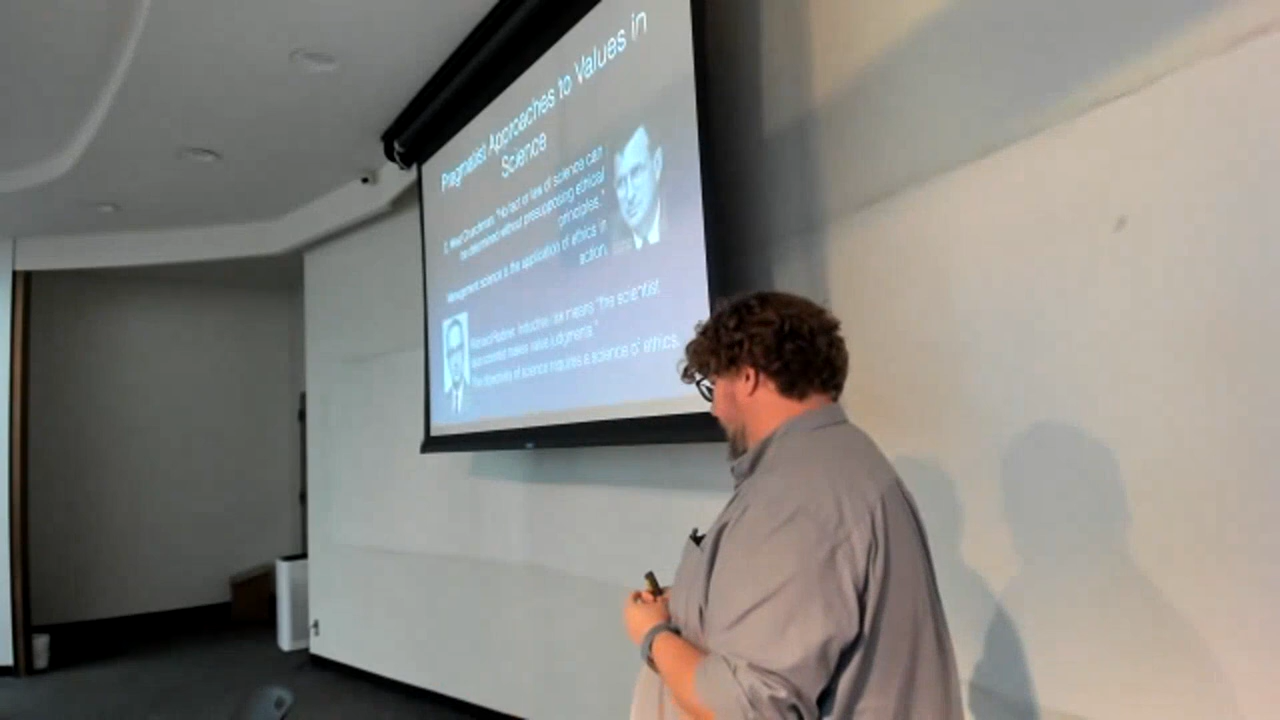 Pragmatist Approaches to Values in
Science
C. West Churchman: "No fact or law of science can
be determined without presupposing ethical
principles."
Management science is the application of ethics in
action.
Richard Rudner: Inductive risk means "the scientist
makes value judgments."
The objectivity of science requires a science of ethics.